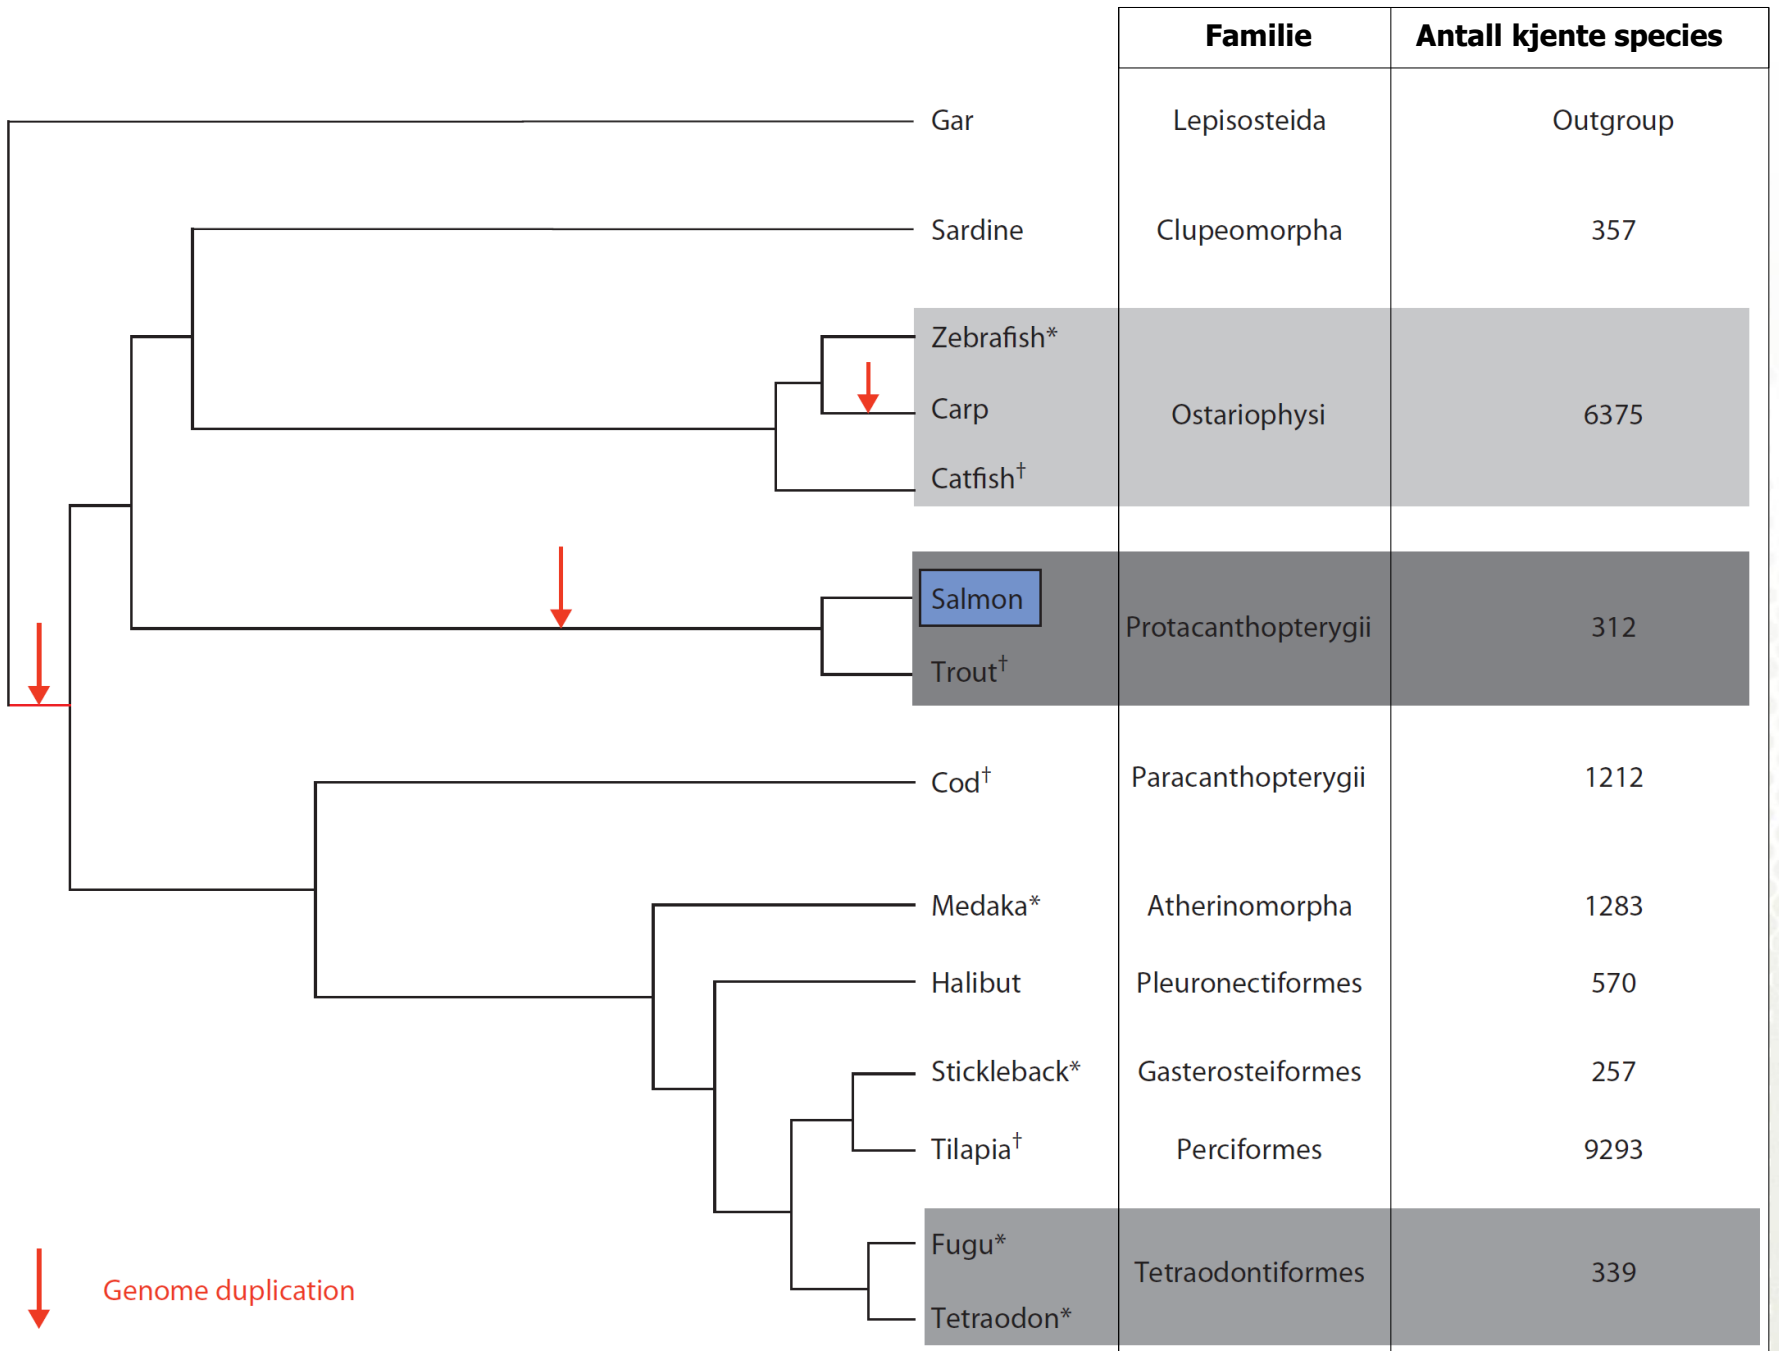 Familie Antall kjente species
Gar Lepisosteida Outgroup
Sardine Clupeomorpha 357
Zebrafish*
Carp Ostariophysi 6375
Catfish†
Salmon
Protacanthopterygii 312
Trout†
Cod† Paracanthopterygii 1212
Medaka* Atherinomorpha 1283
Halibut Pleuronectiformes 570
Stickleback* Gasterosteiformes 257
Tilapia† Perciformes 9293
Fugu*
Tetraodontiformes 339
Genome duplication
Tetraodon*